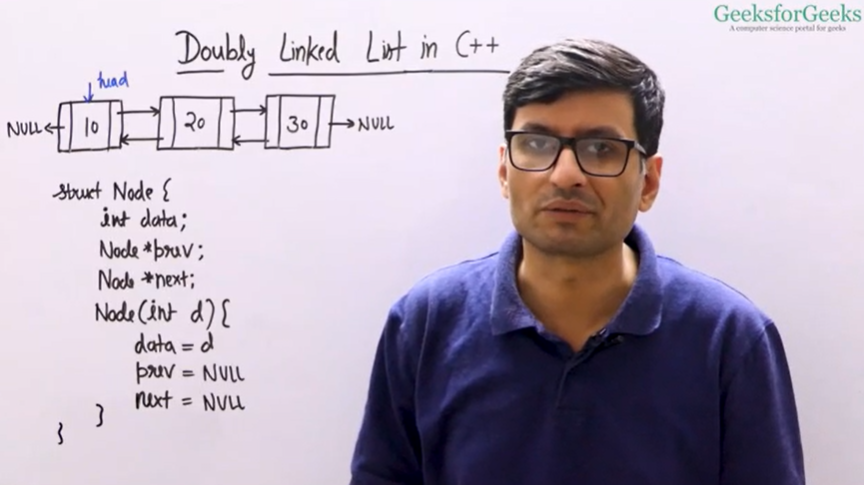 GeeksforGeeks
A computer science portal for geeks
Doubly Linked List in C++
head
NULL 10 20 30 NULL
struct Node {
int data;
Node *prev;
Node *next;
Node(int d){
data = d
prev = NULL
next = NULL
}
}